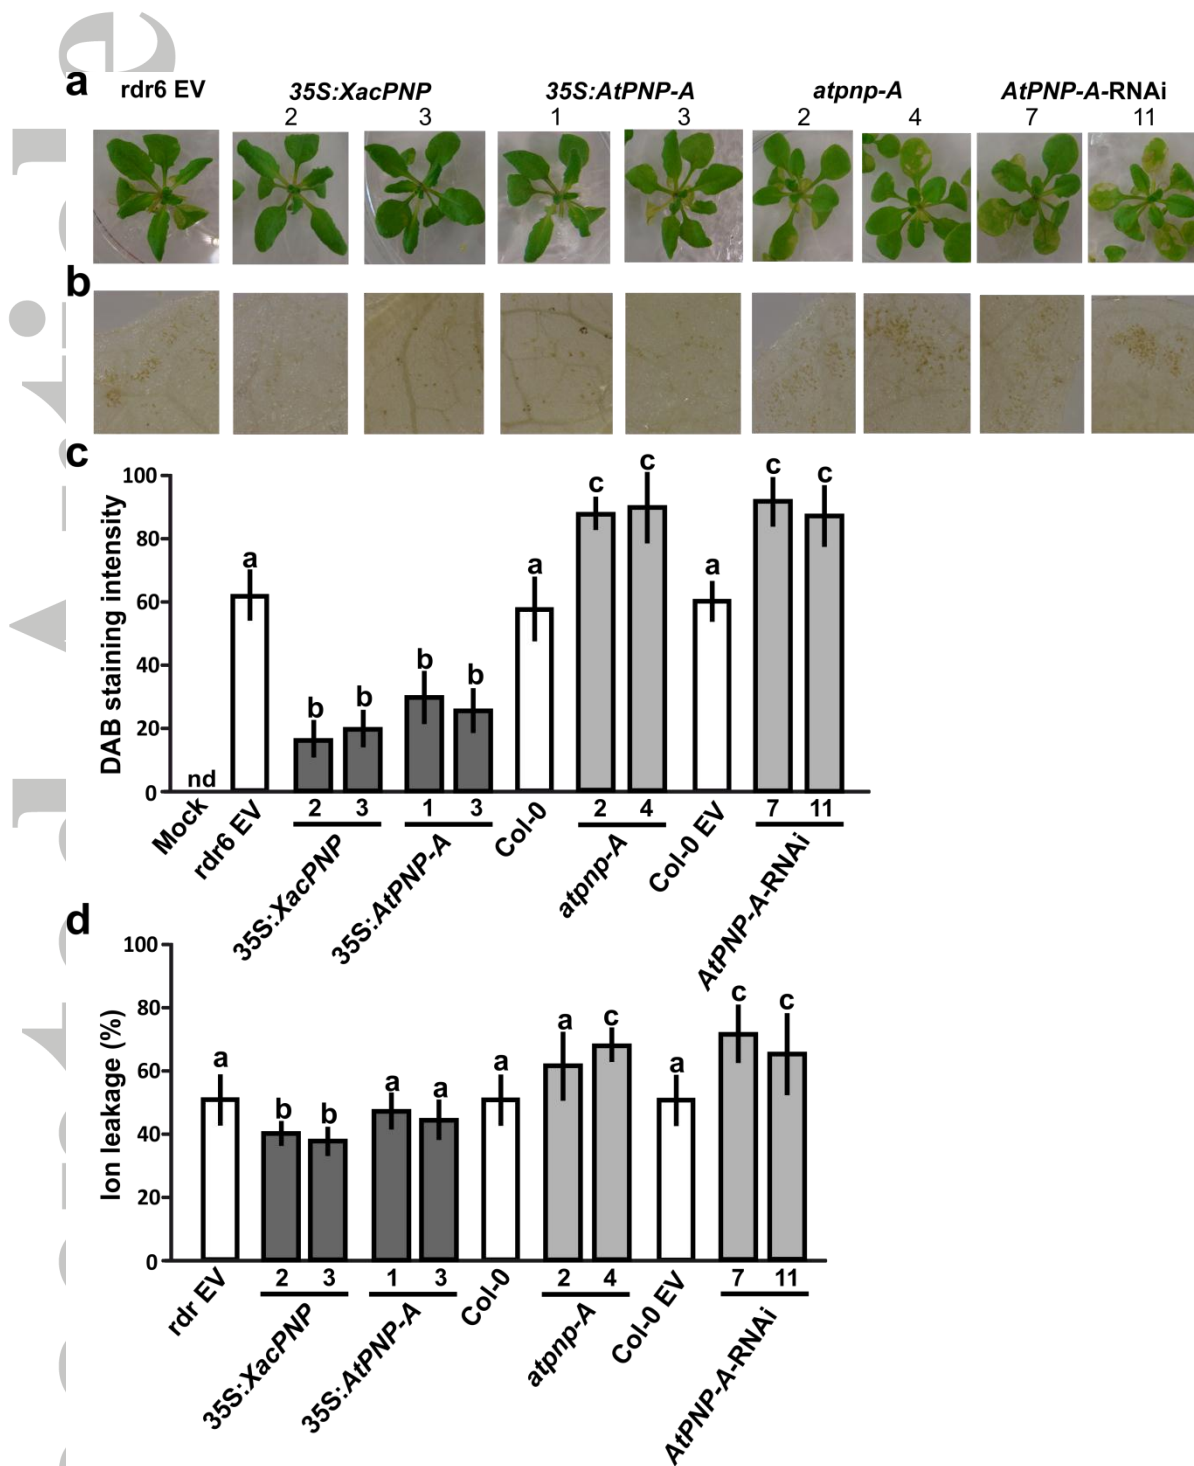 a
rdr6 EV 35S:XacPNP 35S:AtPNP-A atpnp-A AtPNP-A-RNAi
2 3 1 3 2 4 7 11
b
c
DAB staining intensity
100
80
60
40
20
0
nd
a
b
b
b
b
a
c
c
a
c
c
2 3 1 3 2 4 7 11
Mock
rdr6 EV
35S:XacPNP
35S:AtPNP-A
Col-0
atpnp-A
Col-0 EV
AtPNP-A-RNAi
d
Ion leakage (%)
100
80
60
40
20
0
a
b
b
a
a
a
a
c
a
c
c
2 3 1 3 2 4 7 11
rdr EV
35S:XacPNP
35S:AtPNP-A
Col-0
atpnp-A
Col-0 EV
AtPNP-A-RNAi